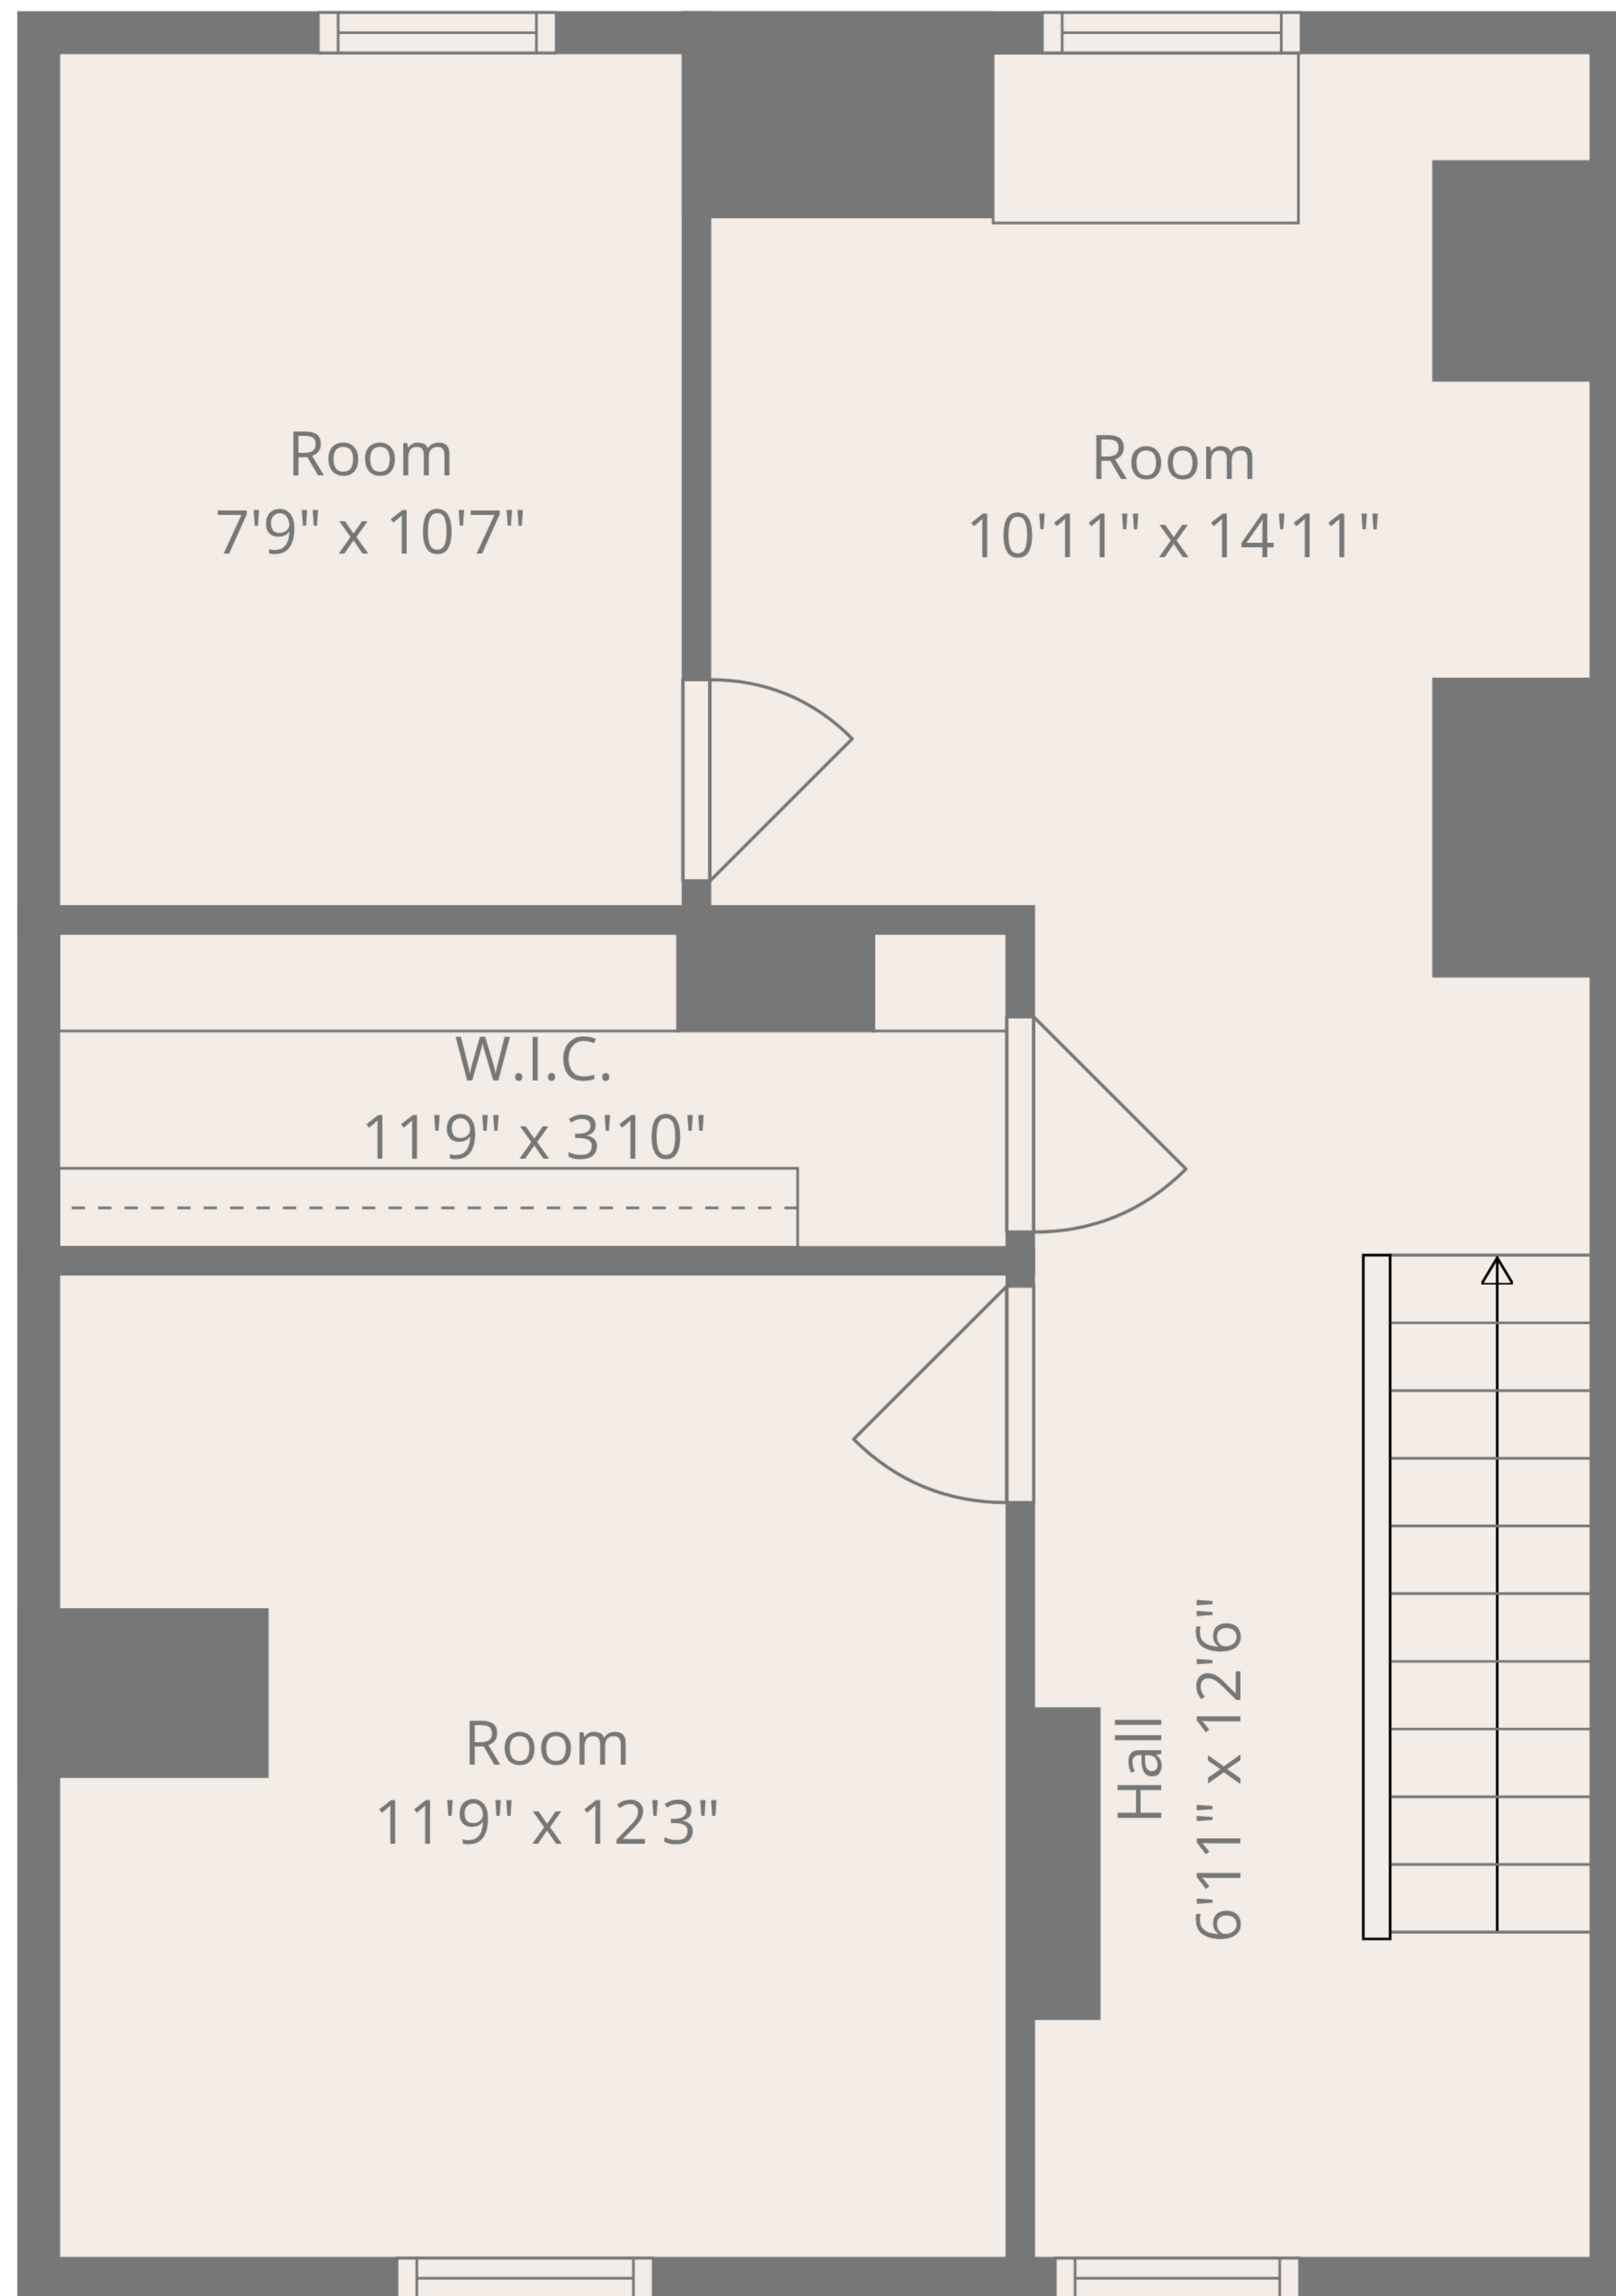 Room
7'9" x 10'7"
Room
10'11" x 14'11"
W.I.C.
11'9" x 3'10"
Room
11'9" x 12'3"
Hall
6'11" x 12'6"